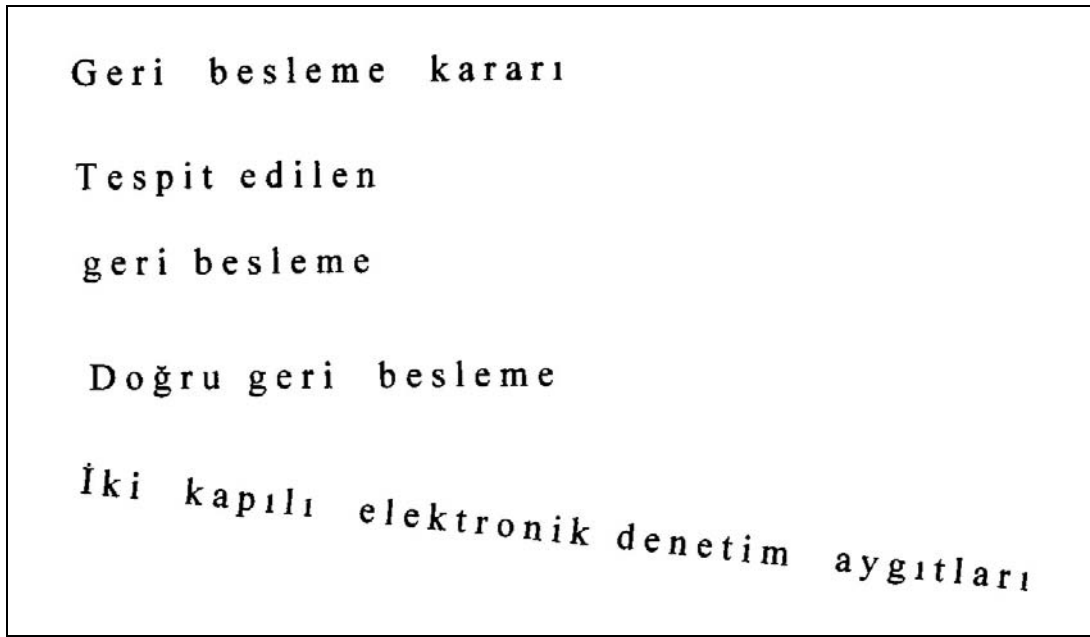 Geri besleme kararı
Tespit edilen
geri besleme
Doğru geri besleme
İki kapılı elektronik denetim aygıtları